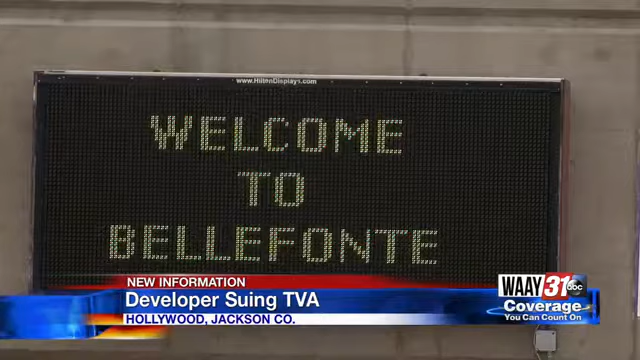 www.HiltonDisplays.com
WELCOME
TO
BELLEFONTE
NEW INFORMATION
Developer Suing TVA
HOLLYWOOD, JACKSON CO.
WAAY 31 abc
Coverage
You Can Count On